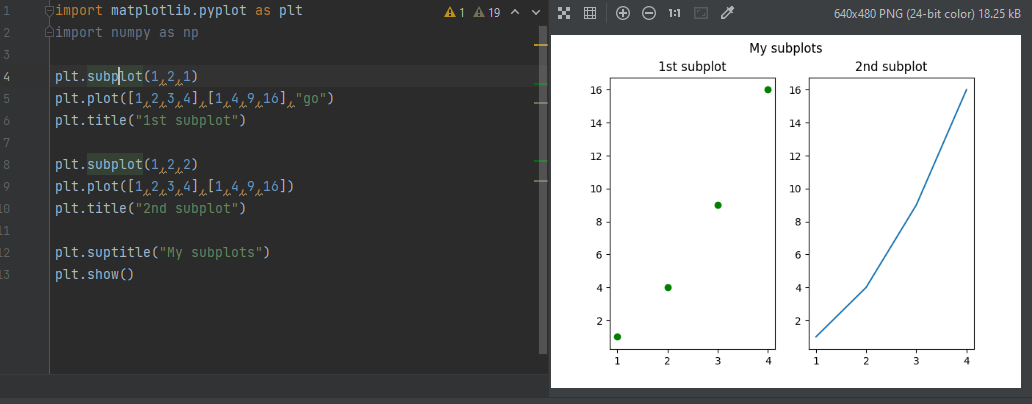 1 import matplotlib.pyplot as plt
2 import numpy as np
3
4 plt.subplot(1,2,1)
5 plt.plot([1,2,3,4],[1,4,9,16],"go")
6 plt.title("1st subplot")
7
8 plt.subplot(1,2,2)
9 plt.plot([1,2,3,4],[1,4,9,16])
10 plt.title("2nd subplot")
11
12 plt.suptitle("My subplots")
13 plt.show()
1 19
1:1
640x480 PNG (24-bit color) 18.25 kB
My subplots
1st subplot
16
14
12
10
8
6
4
2
1 2 3 4
2nd subplot
16
14
12
10
8
6
4
2
1 2 3 4